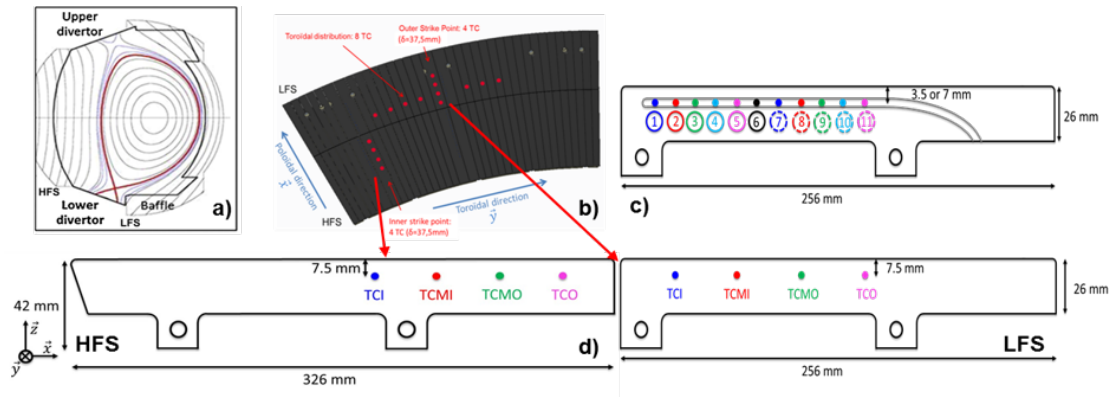 Upper
divertor
HFS
Lower
divertor
LFS
Baffle
a)
Toroidal distribution: 8 TC
Outer Strike Point: 4 TC
(δ=37,5mm)
LFS
Poloidal direction
x⃗
HFS
Inner strike point:
4 TC (δ=37,5mm)
Toroidal direction
y⃗
b)
3.5 or 7 mm
1 2 3 4 5 6 7 8 9 10 11
26 mm
256 mm
c)
7.5 mm
TCI TCMI TCMO TCO
42 mm
z⃗
x⃗
y⃗
HFS
d)
326 mm
7.5 mm
TCI TCMI TCMO TCO
26 mm
LFS
256 mm